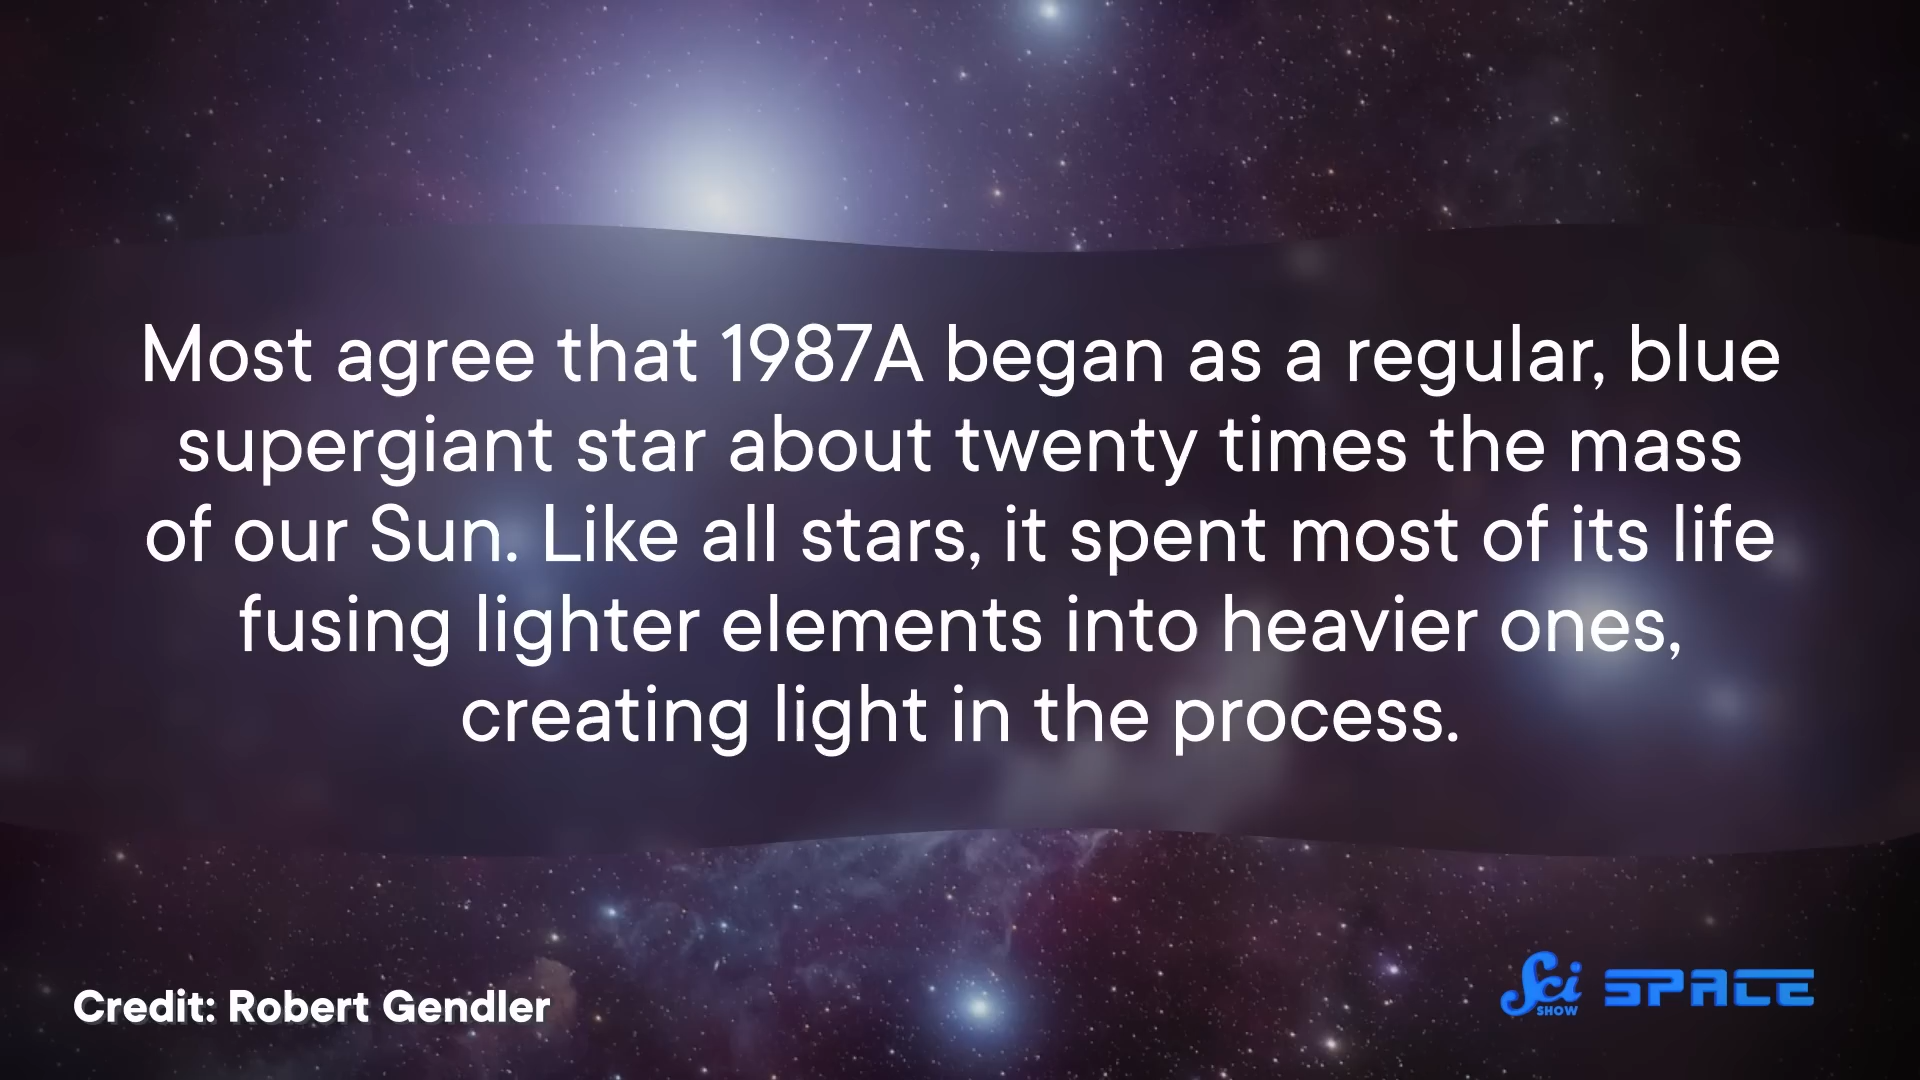 Most agree that 1987A began as a regular, blue
supergiant star about twenty times the mass
of our Sun. Like all stars, it spent most of its life
fusing lighter elements into heavier ones,
creating light in the process.
Credit: Robert Gendler
Sci SHOW SPACE